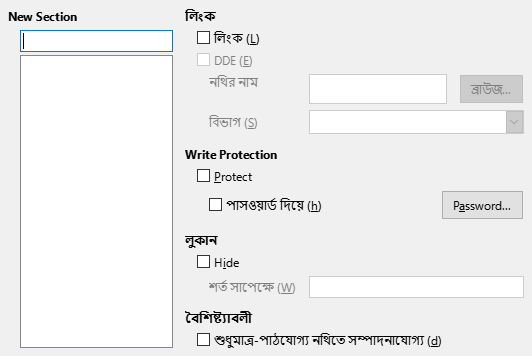 New Section
লিংক
লিংক (L)
DDE (E)
নথির নাম
ব্রাউজ...
বিভাগ (S)
Write Protection
Protect
পাসওয়ার্ড দিয়ে (h)
Password...
লুকান
Hide
শর্ত সাপেক্ষে (W)
বৈশিষ্ট্যাবলী
শুধুমাত্র-পাঠযোগ্য নথিতে সম্পাদনাযোগ্য (d)